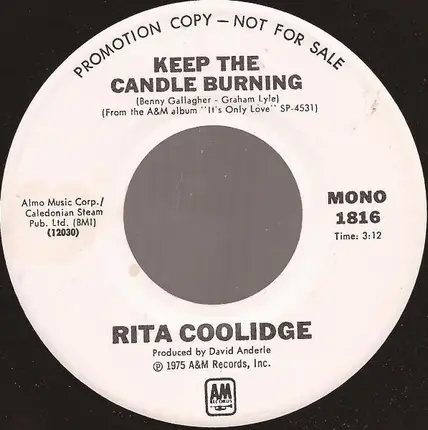 PROMOTION COPY — NOT FOR SALE
KEEP THE
CANDLE BURNING
(Benny Gallagher - Graham Lyle)
(From the A&M album "It's Only Love" SP-4531)
Almo Music Corp./
Caledonian Steam
Pub. Ltd. (BMI)
(12030)
MONO
1816
Time: 3:12
RITA COOLIDGE
Produced by David Anderle
℗ 1975 A&M Records, Inc.
AM
RECORDS